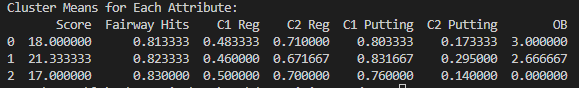 Cluster Means for Each Attribute:
Score Fairway Hits C1 Reg C2 Reg C1 Putting C2 Putting OB
0 18.000000 0.813333 0.483333 0.710000 0.803333 0.173333 3.000000
1 21.333333 0.823333 0.460000 0.671667 0.831667 0.295000 2.666667
2 17.000000 0.830000 0.500000 0.700000 0.760000 0.140000 0.000000